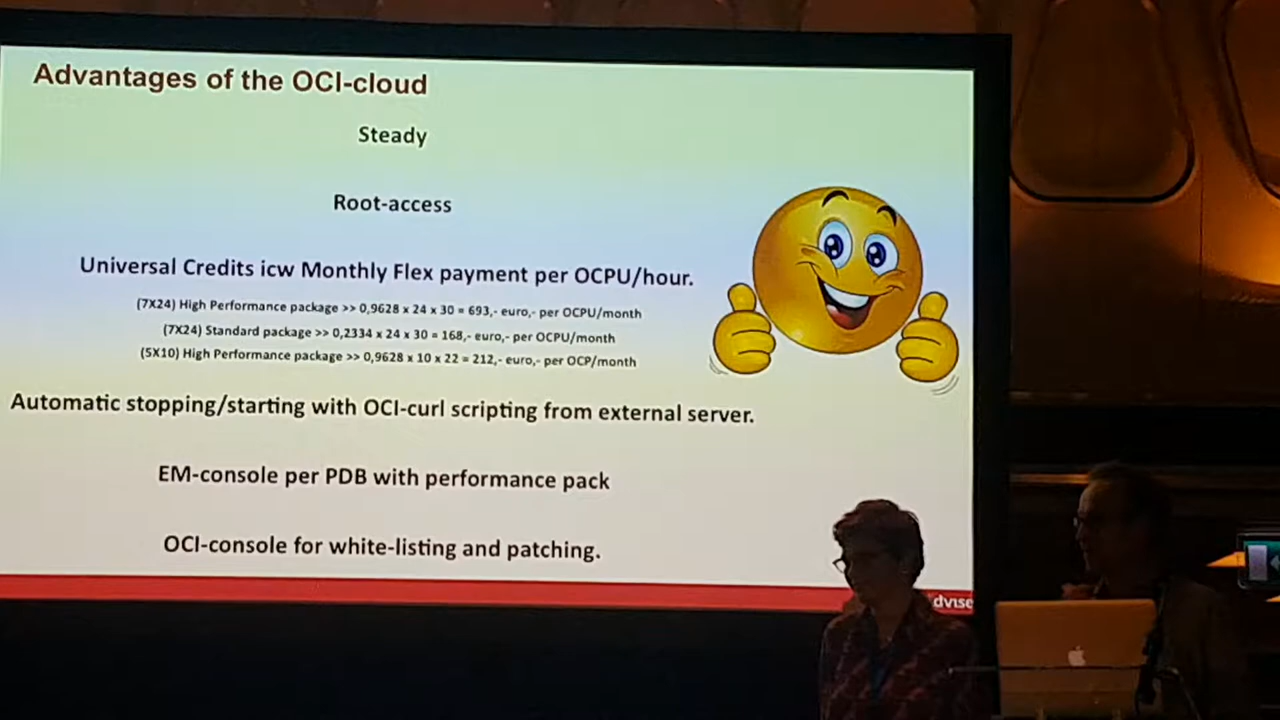 Advantages of the OCI-cloud
Steady
Root-access
Universal Credits icw Monthly Flex payment per OCPU/hour.
(7X24) High Performance package >> 0,9628 x 24 x 30 = 693,- euro,- per OCPU/month
(7X24) Standard package >> 0,2334 x 24 x 30 = 168,- euro,- per OCPU/month
(5X10) High Performance package >> 0,9628 x 10 x 22 = 212,- euro,- per OCP/month
Automatic stopping/starting with OCI-curl scripting from external server.
EM-console per PDB with performance pack
OCI-console for white-listing and patching.
dvise